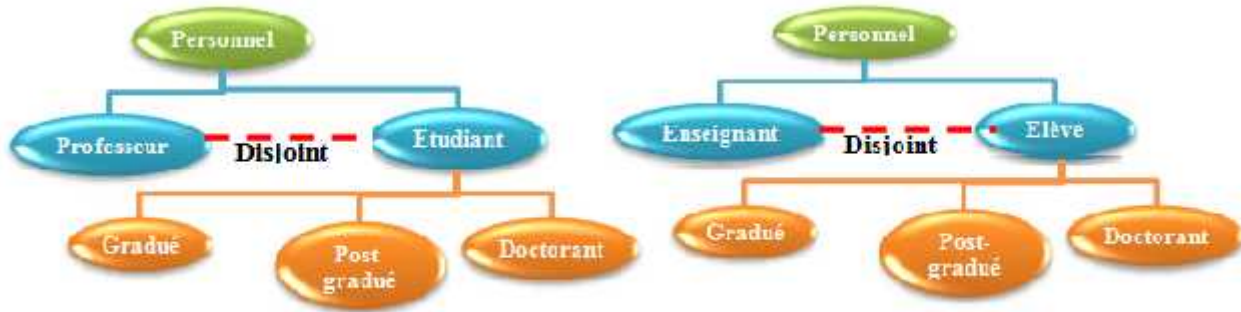 Personnel
Professeur
Disjoint
Etudiant
Gradué
Post
gradué
Doctorant
Personnel
Enseignant
Disjoint
Elève
Gradué
Post-
gradué
Doctorant